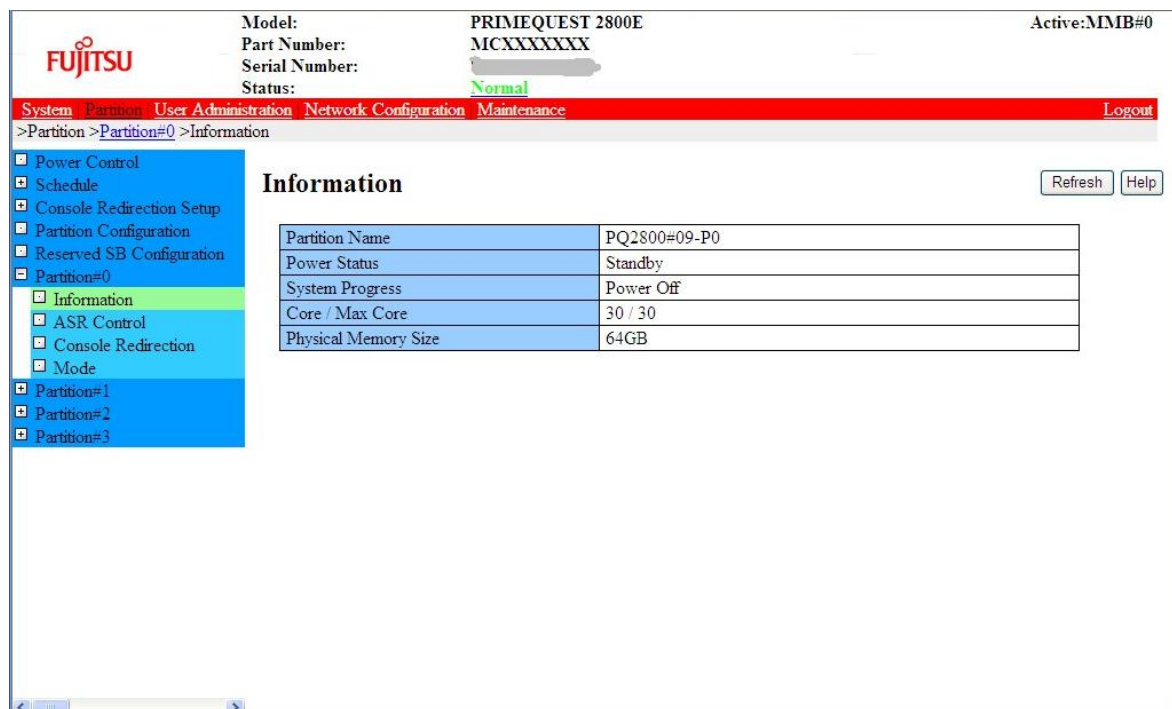 FUJITSU
Model: PRIMEQUEST 2800E Active:MMB#0
Part Number: MCXXXXXXX
Serial Number:
Status: Normal
System Partition User Administration Network Configuration Maintenance Logout
>Partition >Partition#0 >Information
Power Control
Schedule
Console Redirection Setup
Partition Configuration
Reserved SB Configuration
Partition#0
Information
ASR Control
Console Redirection
Mode
Partition#1
Partition#2
Partition#3
Information Refresh Help
Partition Name PQ2800#09-P0
Power Status Standby
System Progress Power Off
Core / Max Core 30 / 30
Physical Memory Size 64GB